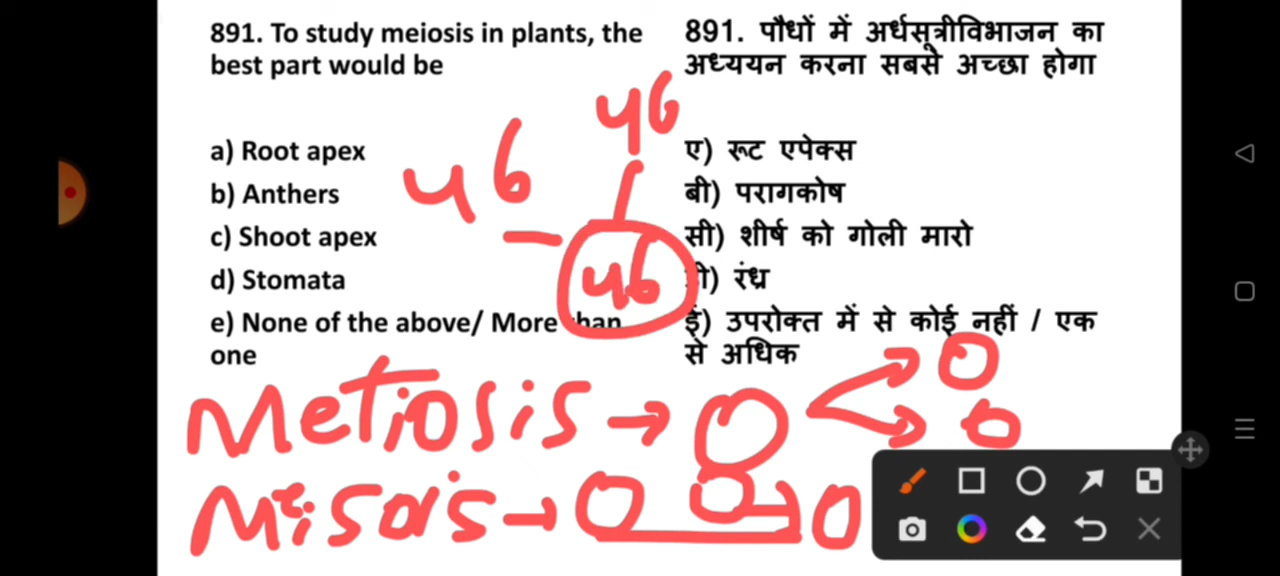 891. To study meiosis in plants, the
best part would be
a) Root apex
b) Anthers
c) Shoot apex
d) Stomata
e) None of the above/ More than
one
891. पौधों में अर्धसूत्रीविभाजन का
अध्ययन करना सबसे अच्छा होगा
ए) रूट एपेक्स
बी) परागकोष
सी) शीर्ष को गोली मारो
डी) रंध्र
ई) उपरोक्त में से कोई नहीं / एक
से अधिक
46
46
46
Metiosis